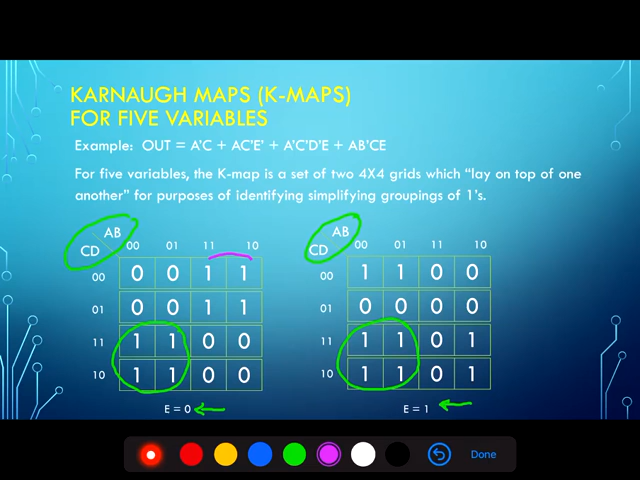 KARNAUGH MAPS (K-MAPS)
FOR FIVE VARIABLES
Example: OUT = A'C + AC'E' + A'C'D'E + AB'CE
For five variables, the K-map is a set of two 4X4 grids which "lay on top of one
another" for purposes of identifying simplifying groupings of 1's.
AB
CD
00 01 11 10
00 0 0 1 1
01 0 0 1 1
11 1 1 0 0
10 1 1 0 0
E = 0
AB
CD
00 01 11 10
00 1 1 0 0
01 0 0 0 0
11 1 1 0 1
10 1 1 0 1
E = 1
Done